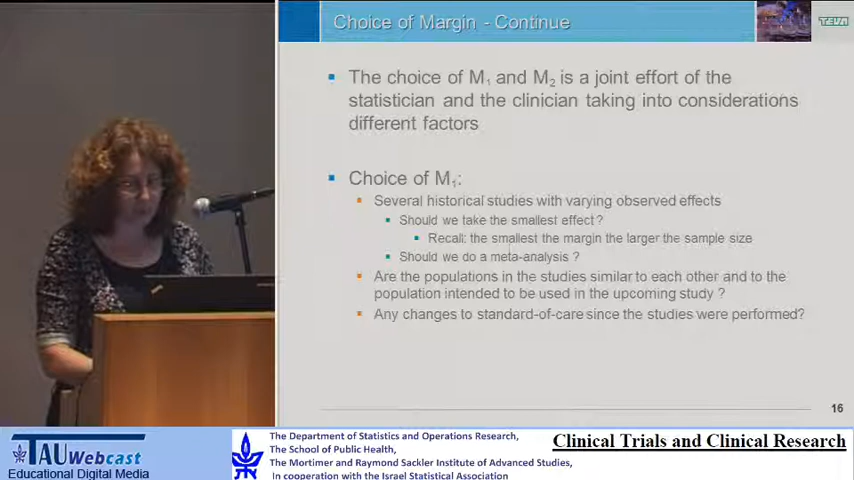 Choice of Margin - Continue
TEVA
The choice of M1 and M2 is a joint effort of the
statistician and the clinician taking into considerations
different factors
Choice of M1:
Several historical studies with varying observed effects
Should we take the smallest effect ?
Recall: the smallest the margin the larger the sample size
Should we do a meta-analysis ?
Are the populations in the studies similar to each other and to the
population intended to be used in the upcoming study ?
Any changes to standard-of-care since the studies were performed?
16
TAU Webcast
Educational Digital Media
The Department of Statistics and Operations Research,
The School of Public Health,
The Mortimer and Raymond Sackler Institute of Advanced Studies,
In cooperation with the Israel Statistical Association
Clinical Trials and Clinical Research